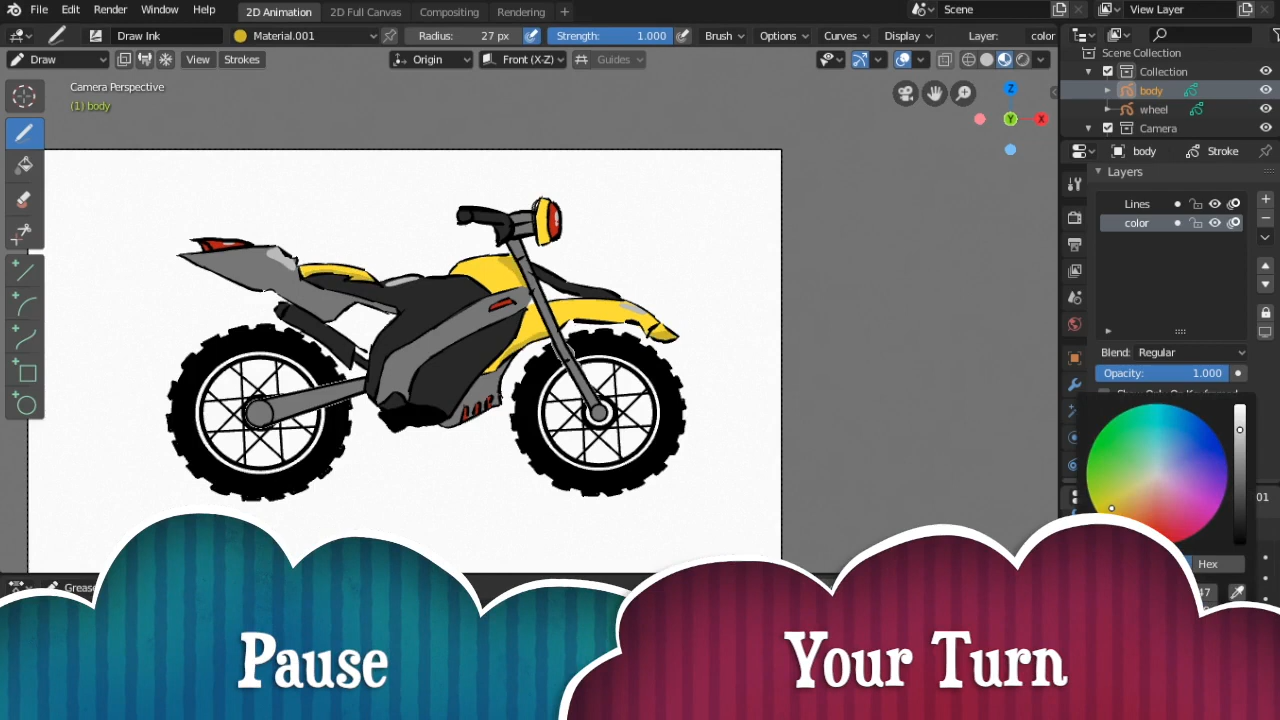 File Edit Render Window Help 2D Animation 2D Full Canvas Compositing Rendering + Scene View Layer
Draw Ink Material.001 Radius: 27 px Strength: 1.000 Brush Options Curves Display Layer: color
Draw View Strokes Origin Front (X-Z) Guides Scene Collection
Collection
Camera Perspective
(1) body
body
wheel
Camera
Z
Y X
body Stroke
Layers
Lines
color
Blend: Regular
Opacity: 1.000
01
Hex
Grease
47
Pause Your Turn